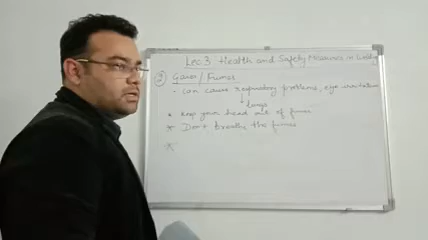 Lec 3 Health and Safety Measures in Welding
② Gases/Fumes
- Can cause respiratory problems, eye irritation
↓ lungs
* Keep your head out of fumes
* Don't breathe the fumes
*